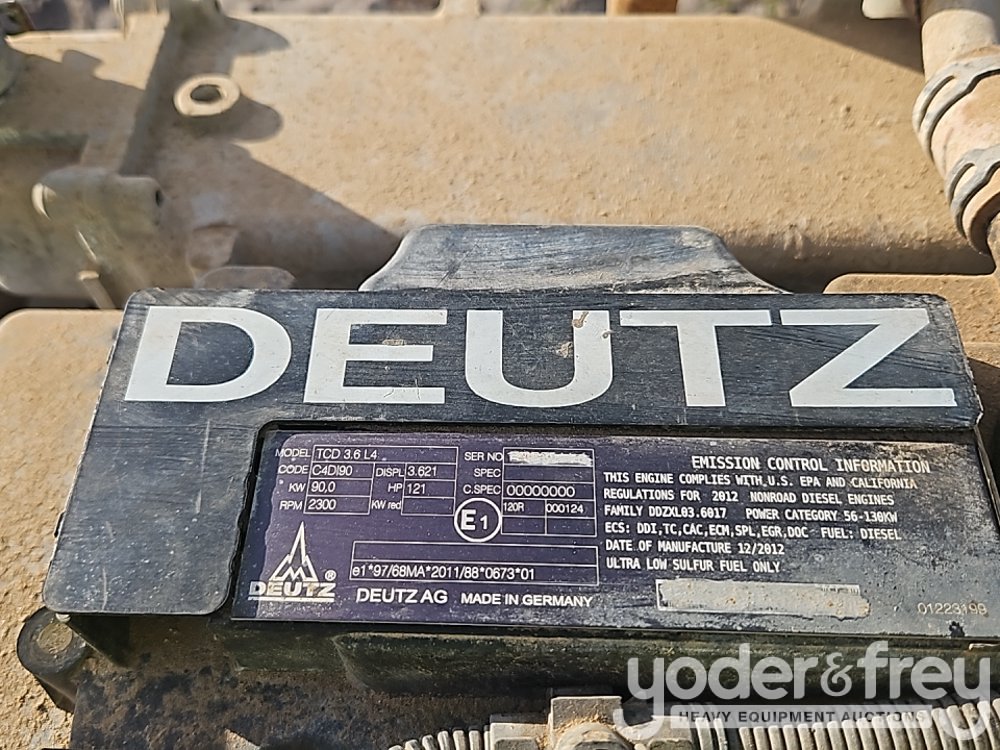 DEUTZ
MODEL TCD 3.6 L4 SER NO
CODE C4DI90 DISPL 3.621 SPEC
KW 90,0 HP 121 C.SPEC 00000000
RPM 2300 KW red 120R 000124
E1
e1*97/68MA*2011/88*0673*01
DEUTZ ®
DEUTZ AG MADE IN GERMANY
EMISSION CONTROL INFORMATION
THIS ENGINE COMPLIES WITH U.S. EPA AND CALIFORNIA
REGULATIONS FOR 2012 NONROAD DIESEL ENGINES
FAMILY DDZXL03.6017 POWER CATEGORY 56-130KW
ECS: DDI,TC,CAC,ECM,SPL,EGR,DOC FUEL: DIESEL
DATE OF MANUFACTURE 12/2012
ULTRA LOW SULFUR FUEL ONLY
01223199
yoder&frey
HEAVY EQUIPMENT AUCTIONS